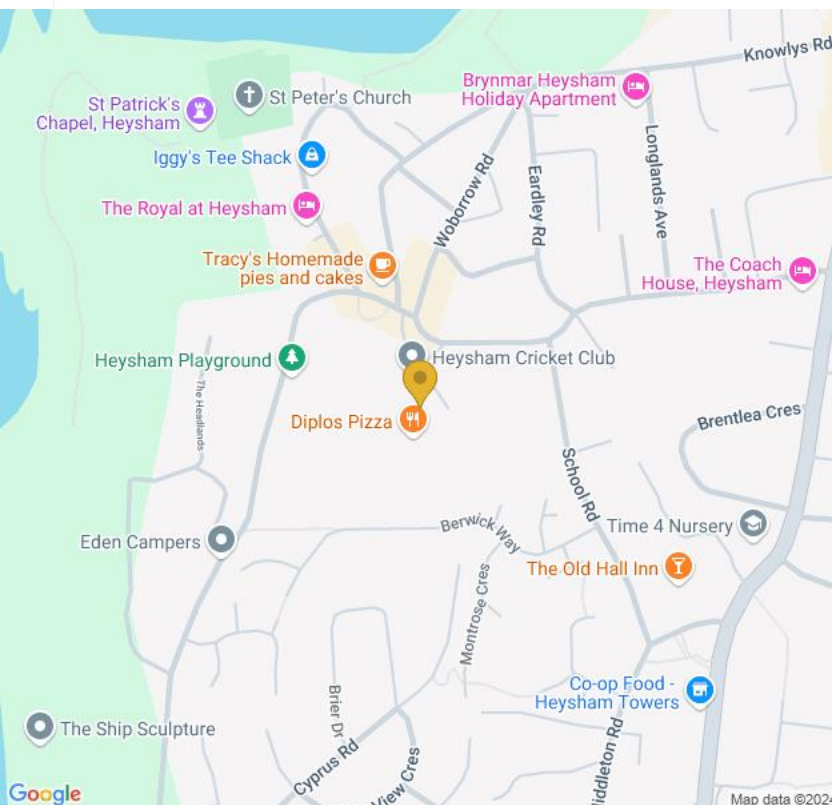 Knowlys Rd
Brynmar Heysham
Holiday Apartment
St Peter's Church
St Patrick's
Chapel, Heysham
Iggy's Tee Shack
Longlands Ave
Woborrow Rd
Eardley Rd
The Royal at Heysham
Tracy's Homemade
pies and cakes
The Coach
House, Heysham
Heysham Playground
Heysham Cricket Club
The Headlands
Diplos Pizza
Brentlea Cres
School Rd
Berwick Way
Time 4 Nursery
Eden Campers
The Old Hall Inn
Montrose Cres
Co-op Food -
Heysham Towers
Brier Dr
The Ship Sculpture
Cyprus Rd
View Cres
iddleton Rd
Google
Map data ©202